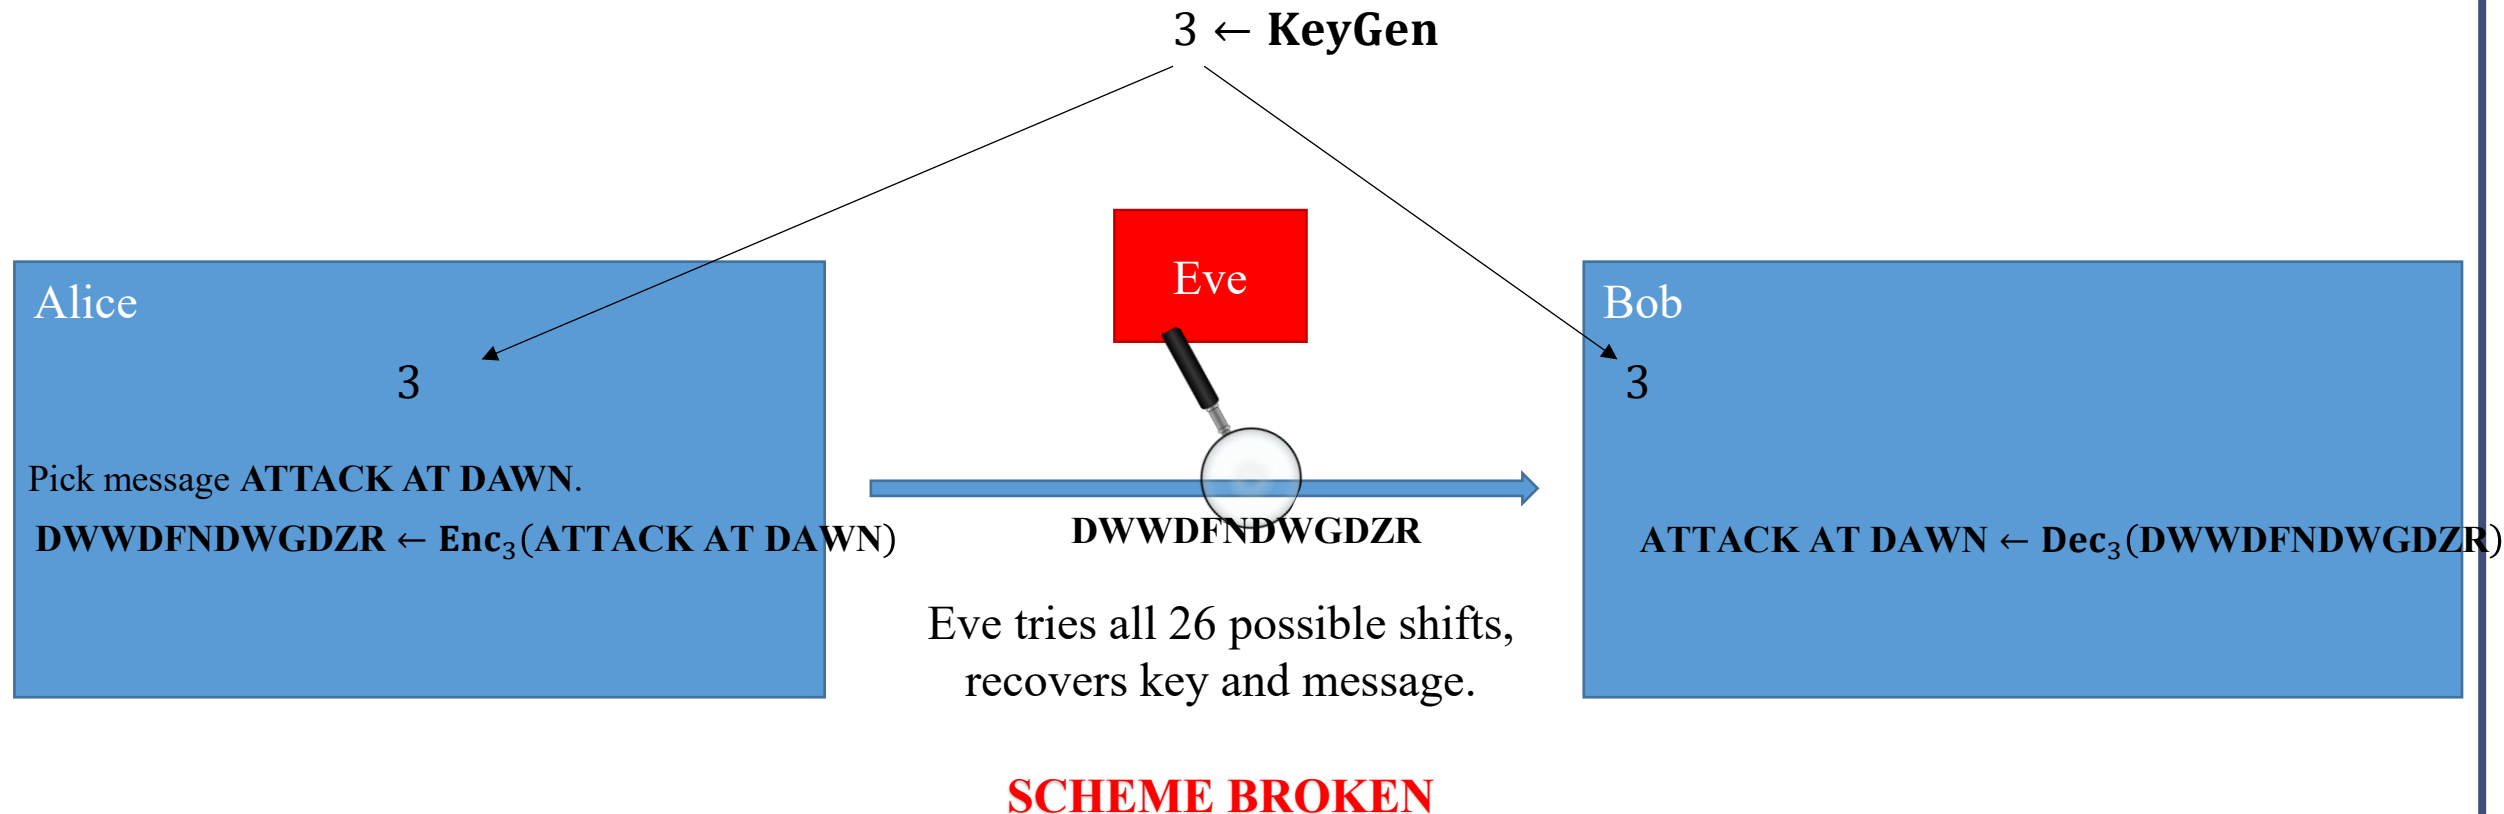 3 ← KeyGen
Eve
Alice
Bob
3
3
Pick message ATTACK AT DAWN.
DWWDFNDWGDZR ← Enc₃(ATTACK AT DAWN)
DWWDFNDWGDZR
ATTACK AT DAWN ← Dec₃(DWWDFNDWGDZR)
Eve tries all 26 possible shifts,
recovers key and message.
SCHEME BROKEN